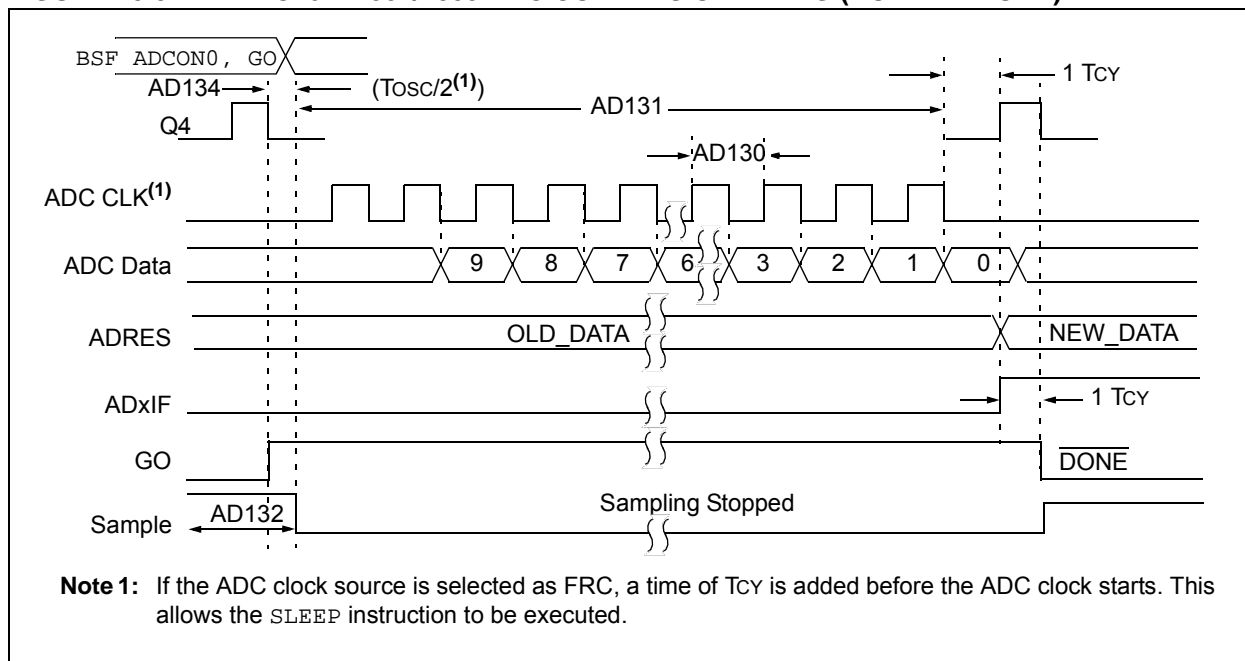 BSF ADCON0, GO
AD134
(TOSC/2(1))
AD131
1 TCY
Q4
AD130
ADC CLK(1)
ADC Data
9 8 7 6 3 2 1 0
ADRES
OLD_DATA
NEW_DATA
ADxIF
1 TCY
GO
DONE
Sample
AD132
Sampling Stopped
Note 1: If the ADC clock source is selected as FRC, a time of TCY is added before the ADC clock starts. This
allows the SLEEP instruction to be executed.